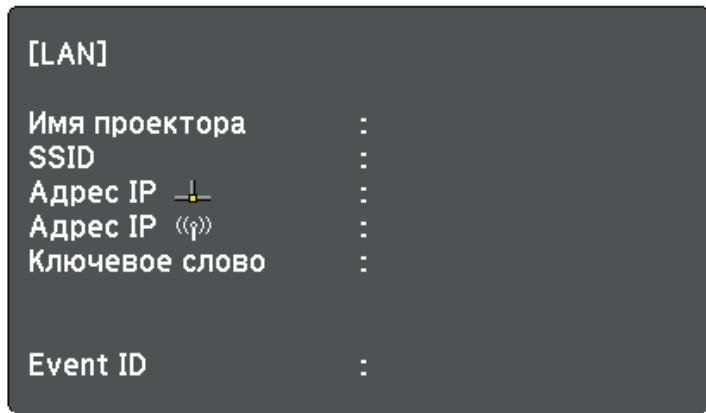 [LAN]
Имя проектора :
SSID :
Адрес IP :
Адрес IP :
Ключевое слово :
Event ID :